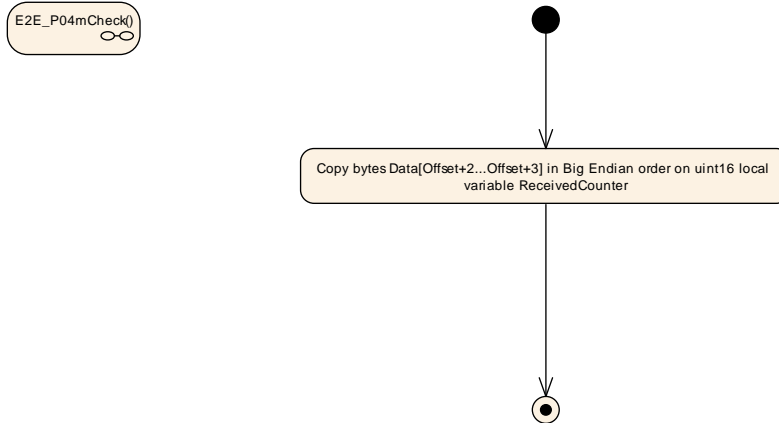 E2E_P04mCheck()
Copy bytes Data[Offset+2...Offset+3] in Big Endian order on uint16 local
variable ReceivedCounter